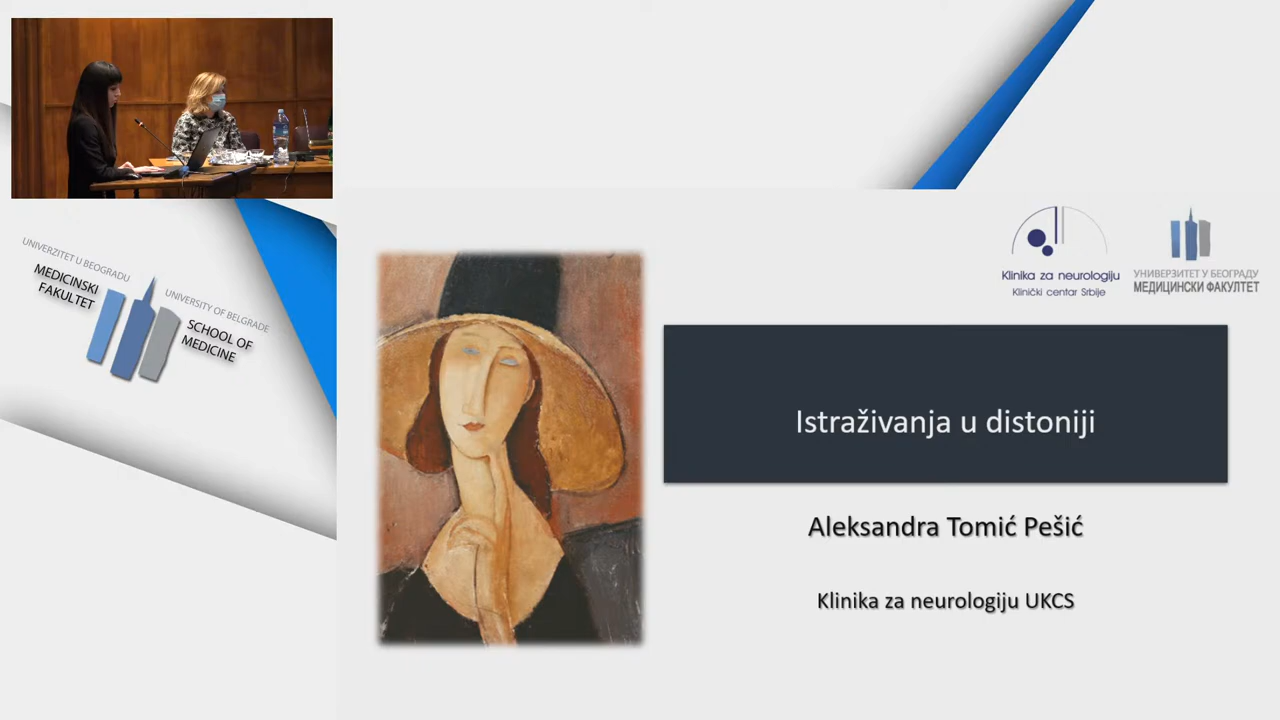 UNIVERZITET U BEOGRADU
MEDICINSKI
FAKULTET
UNIVERSITY OF BELGRADE
SCHOOL OF
MEDICINE
Klinika za neurologiju
Klinički centar Srbije
УНИВЕРЗИТЕТ У БЕОГРАДУ
МЕДИЦИНСКИ ФАКУЛТЕТ
Istraživanja u distoniji
Aleksandra Tomić Pešić
Klinika za neurologiju UKCS